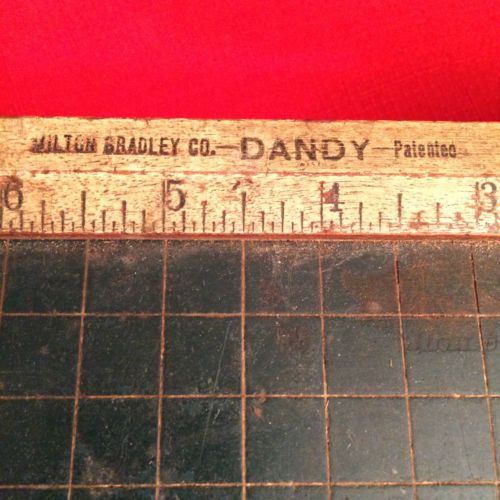 MILTON BRADLEY CO.—DANDY—Patented
6 5 4 3